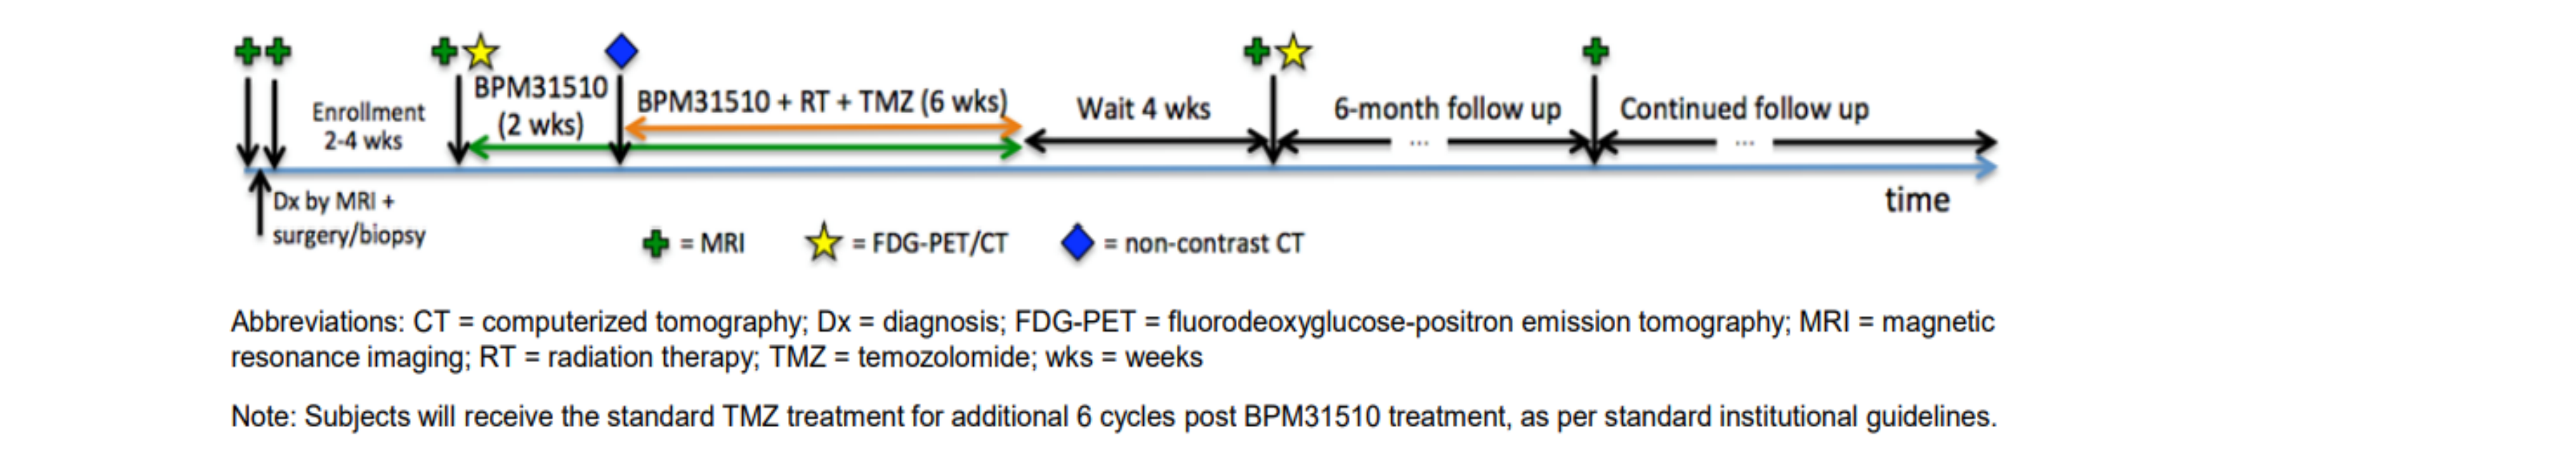 BPM31510
(2 wks)
Enrollment
2-4 wks
BPM31510 + RT + TMZ (6 wks)
Wait 4 wks
6-month follow up
...
Continued follow up
...
Dx by MRI +
surgery/biopsy
time
= MRI
= FDG-PET/CT
= non-contrast CT
Abbreviations: CT = computerized tomography; Dx = diagnosis; FDG-PET = fluorodeoxyglucose-positron emission tomography; MRI = magnetic
resonance imaging; RT = radiation therapy; TMZ = temozolomide; wks = weeks
Note: Subjects will receive the standard TMZ treatment for additional 6 cycles post BPM31510 treatment, as per standard institutional guidelines.